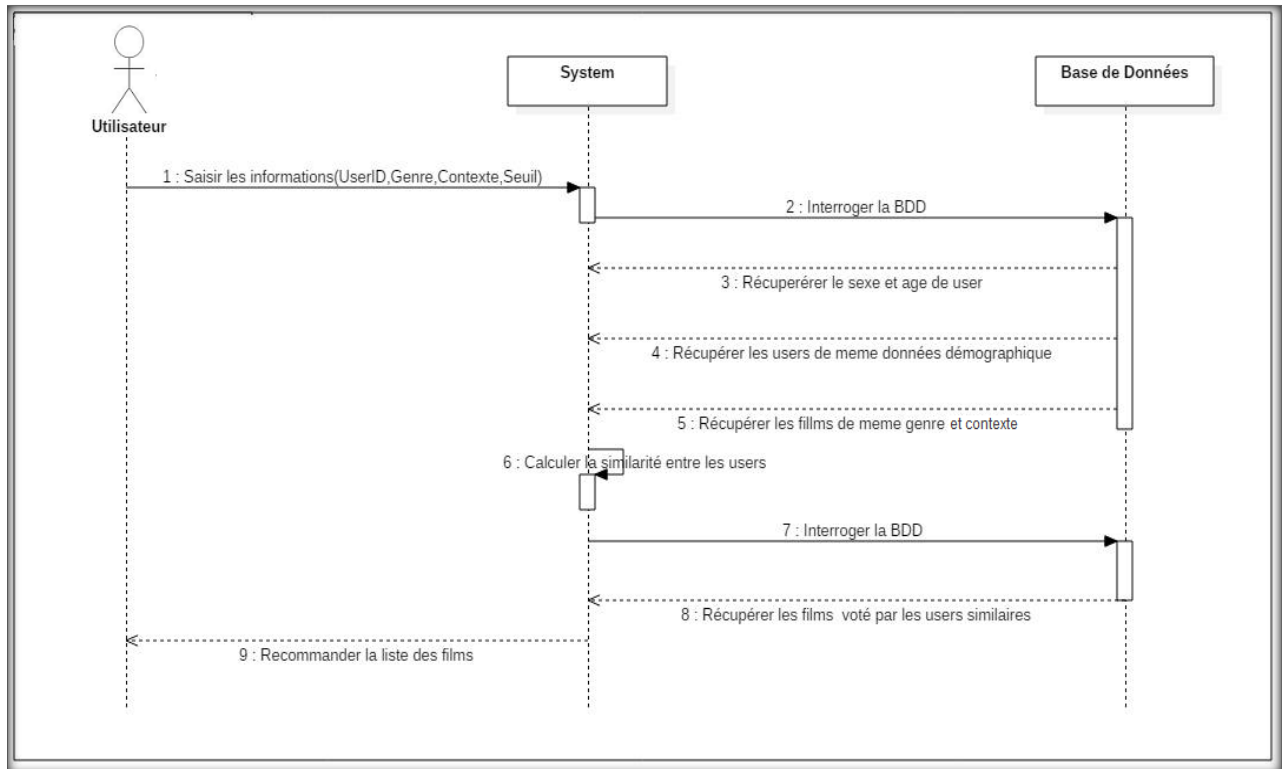 System
Base de Données
Utilisateur
1 : Saisir les informations(UserID,Genre,Contexte,Seuil)
2 : Interroger la BDD
3 : Récuperérer le sexe et age de user
4 : Récupérer les users de meme données démographique
5 : Récupérer les fillms de meme genre et contexte
6 : Calculer la similarité entre les users
7 : Interroger la BDD
8 : Récupérer les films voté par les users similaires
9 : Recommander la liste des films